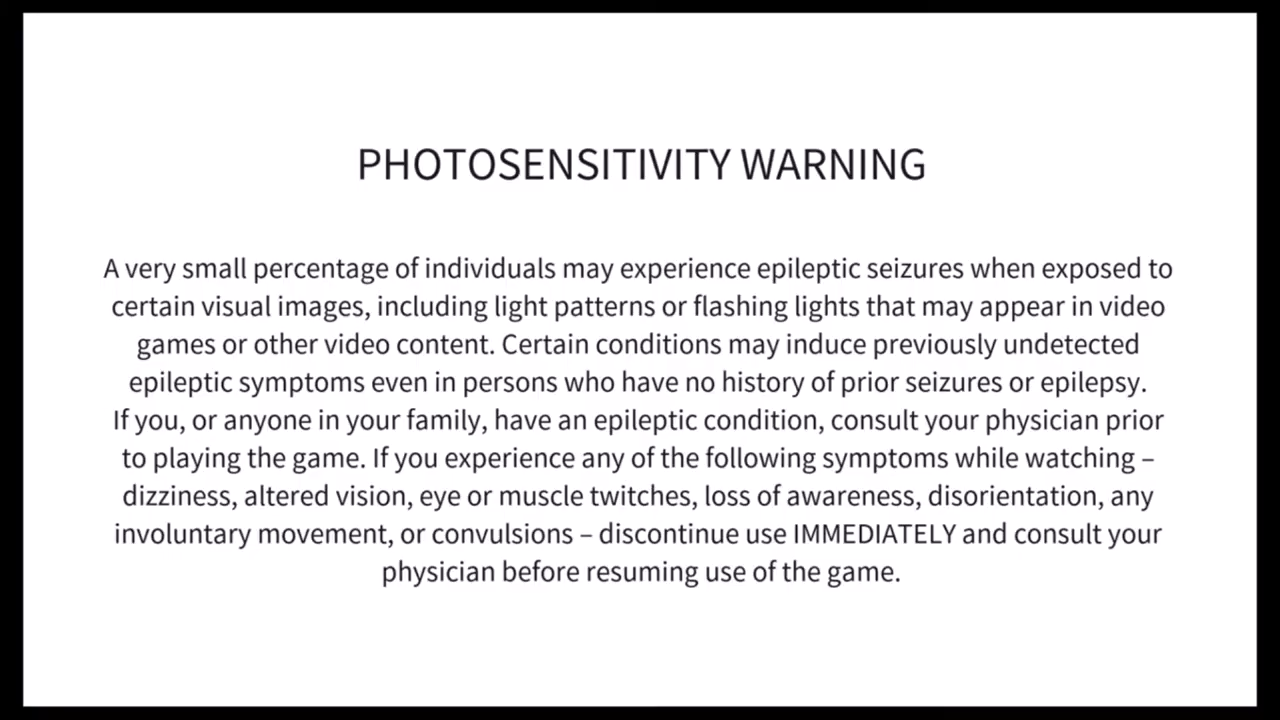 PHOTOSENSITIVITY WARNING
A very small percentage of individuals may experience epileptic seizures when exposed to
certain visual images, including light patterns or flashing lights that may appear in video
games or other video content. Certain conditions may induce previously undetected
epileptic symptoms even in persons who have no history of prior seizures or epilepsy.
If you, or anyone in your family, have an epileptic condition, consult your physician prior
to playing the game. If you experience any of the following symptoms while watching –
dizziness, altered vision, eye or muscle twitches, loss of awareness, disorientation, any
involuntary movement, or convulsions – discontinue use IMMEDIATELY and consult your
physician before resuming use of the game.